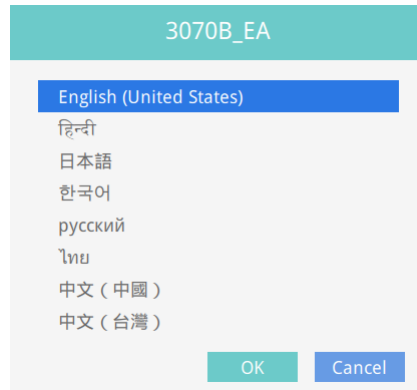 3070B_EA
English (United States)
हिन्दी
日本語
한국어
русский
ไทย
中文 ( 中國 )
中文 ( 台灣 )
OK
Cancel